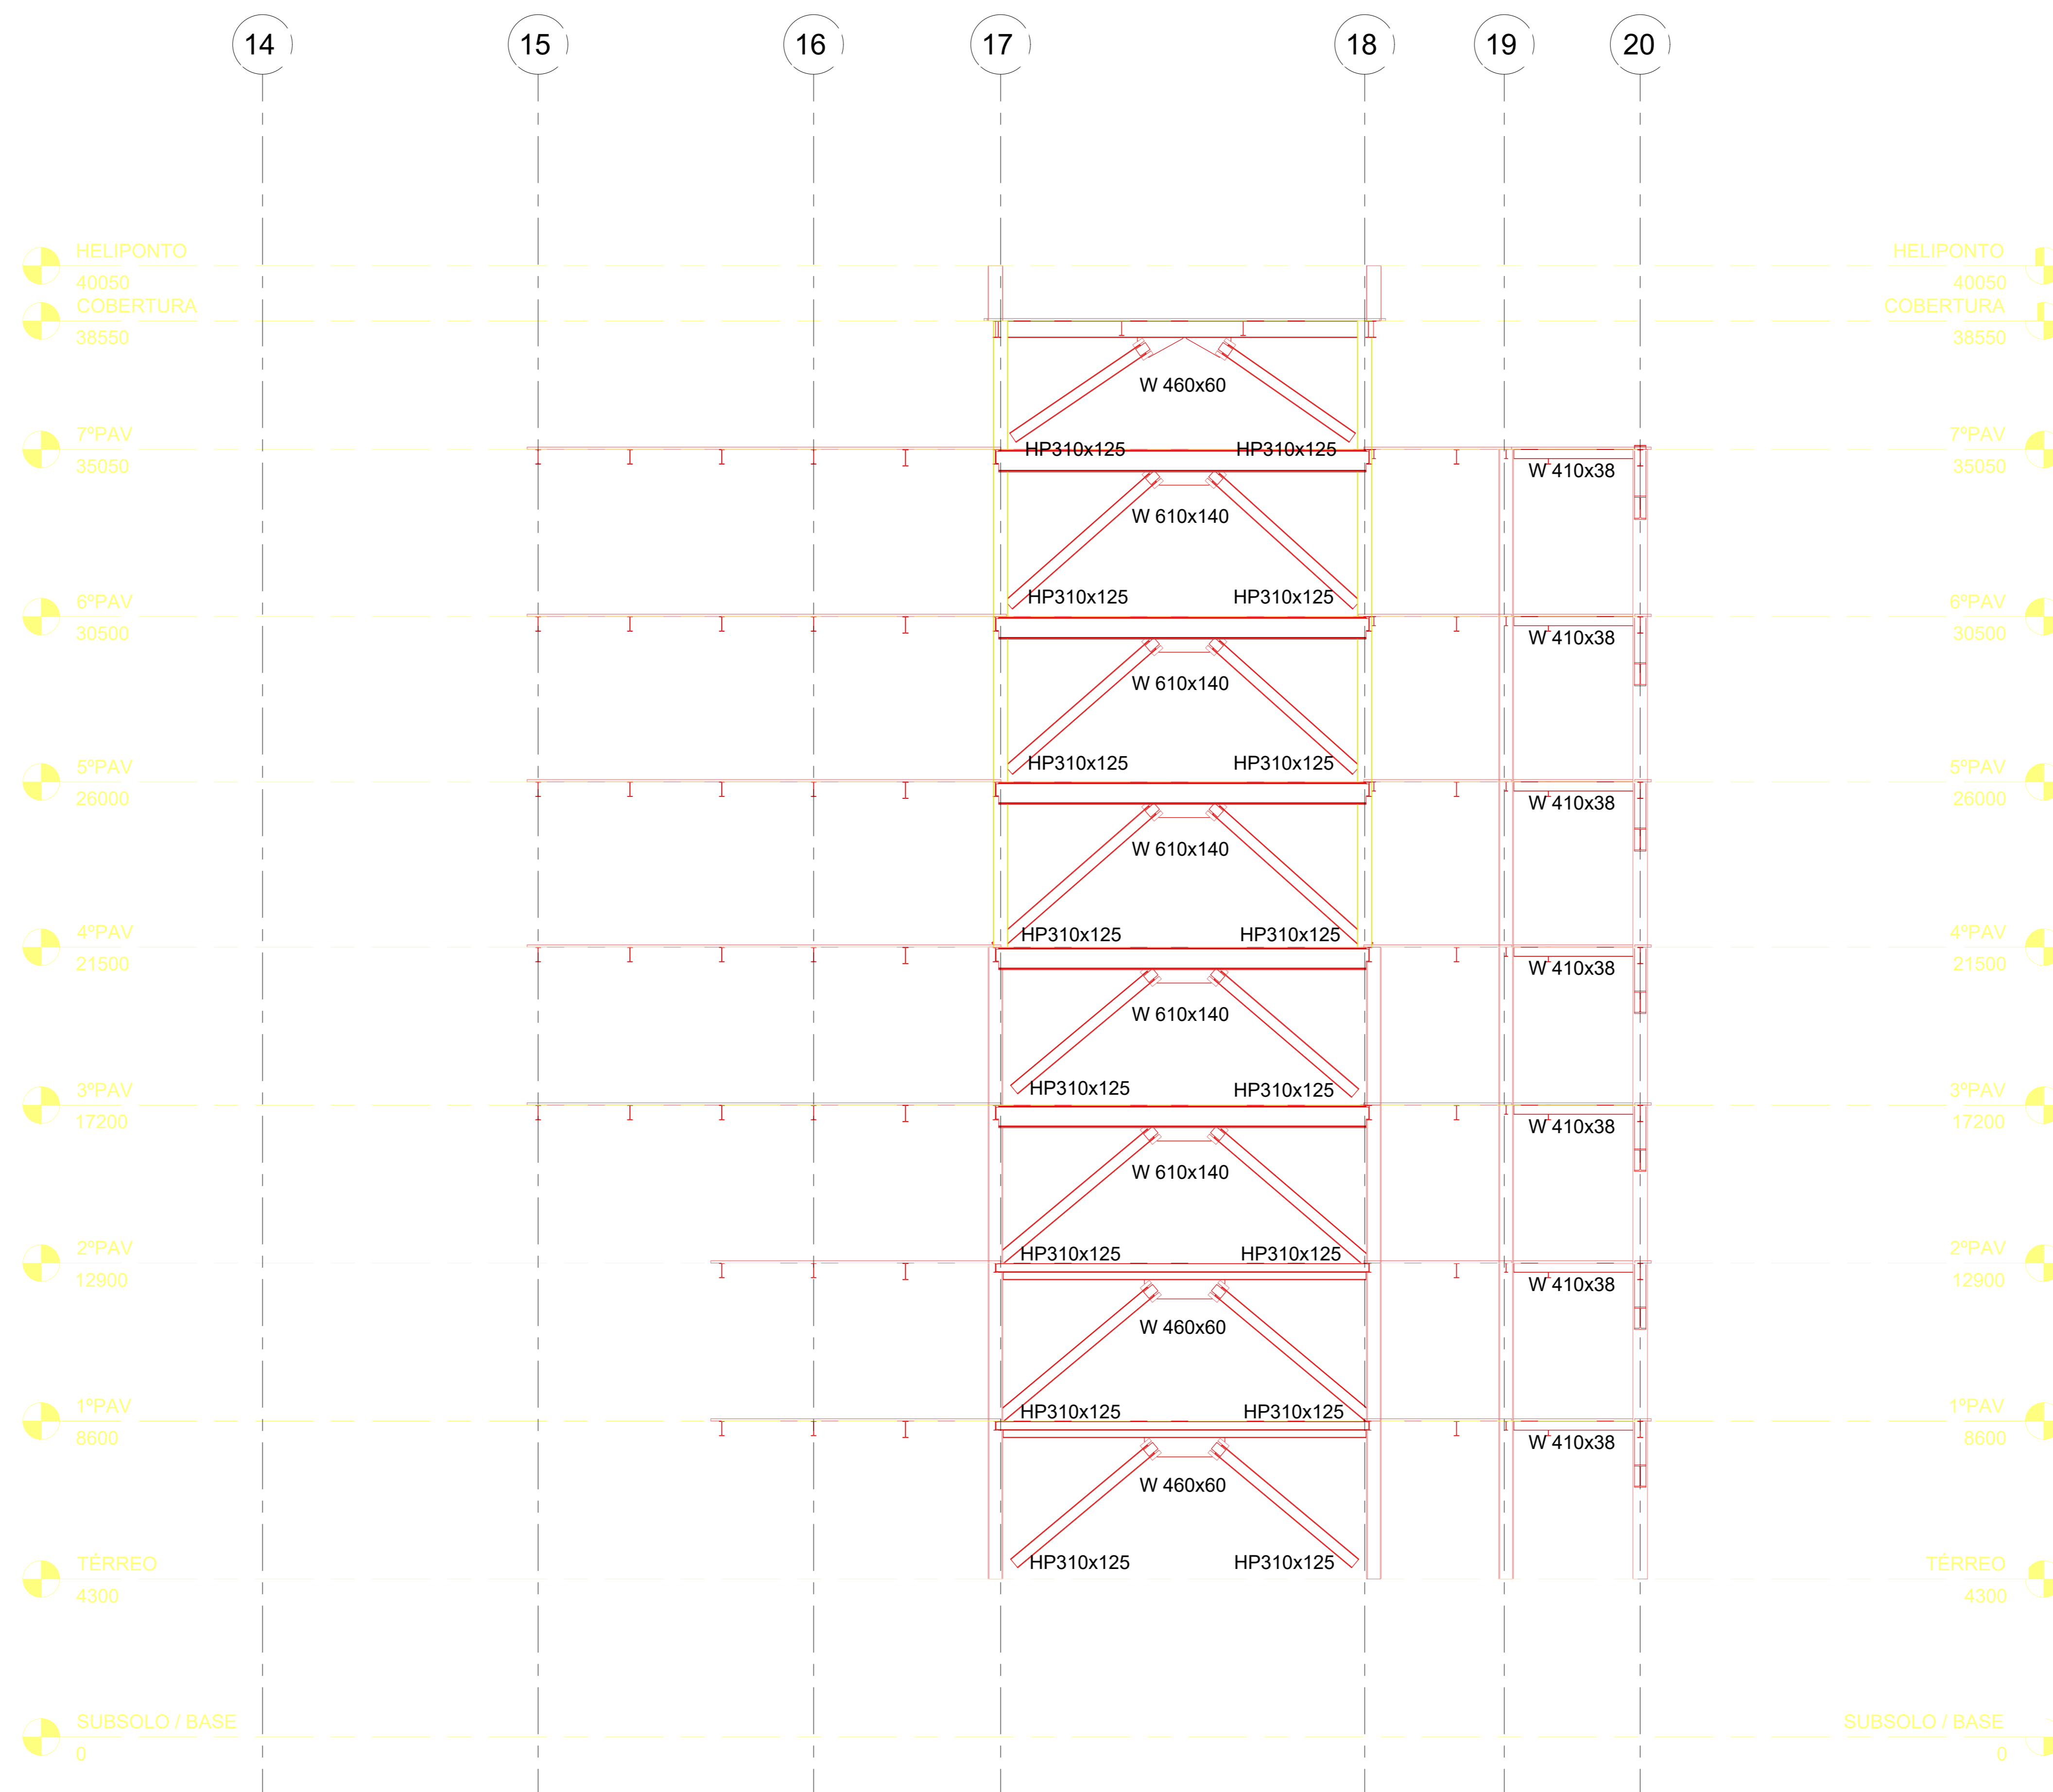 14 15 16 17 18 19 20
HELIPONTO HELIPONTO
40050 40050
COBERTURA COBERTURA
38550 38550
W 460x60
7ºPAV 7ºPAV
HP310x125 HP310x125
35050 W 410x38 35050
W 610x140
HP310x125 HP310x125
6ºPAV 6ºPAV
30500 W 410x38 30500
W 610x140
HP310x125 HP310x125
5ºPAV 5ºPAV
26000 W 410x38 26000
W 610x140
HP310x125 HP310x125
4ºPAV 4ºPAV
21500 W 410x38 21500
W 610x140
HP310x125 HP310x125
3ºPAV 3ºPAV
17200 W 410x38 17200
W 610x140
2ºPAV 2ºPAV
HP310x125 HP310x125
12900 W 410x38 12900
W 460x60
1ºPAV 1ºPAV
HP310x125 HP310x125
8600 W 410x38 8600
W 460x60
TÉRREO HP310x125 HP310x125 TÉRREO
4300 4300
SUBSOLO / BASE SUBSOLO / BASE
0 0